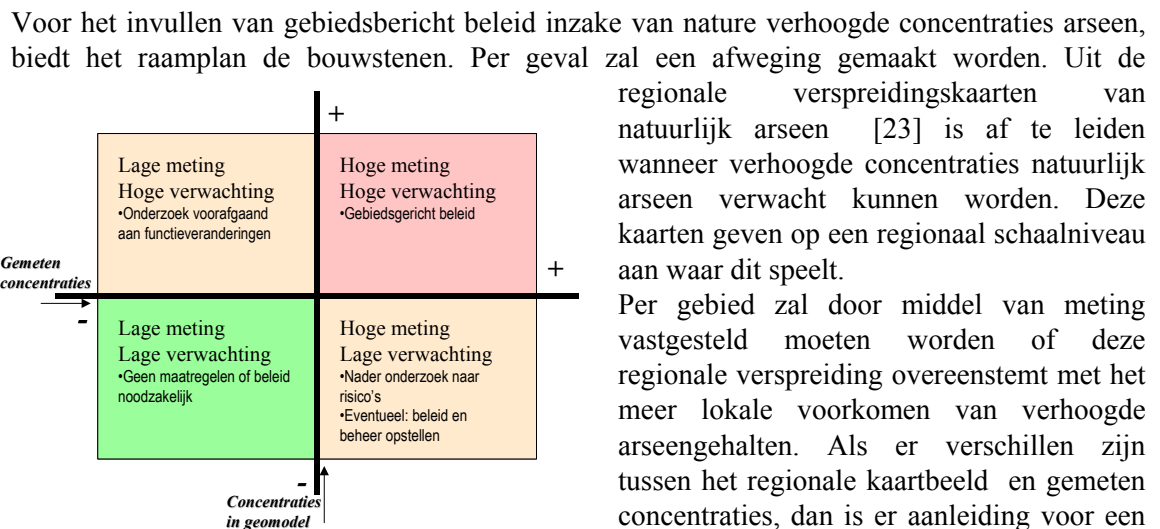 Voor het invullen van gebiedsbericht beleid inzake van nature verhoogde concentraties arseen,
biedt het raamplan de bouwstenen. Per geval zal een afweging gemaakt worden. Uit de
regionale verspreidingskaarten van
natuurlijk arseen [23] is af te leiden
wanneer verhoogde concentraties natuurlijk
arseen verwacht kunnen worden. Deze
kaarten geven op een regionaal schaalniveau
aan waar dit speelt.
Per gebied zal door middel van meting
vastgesteld moeten worden of deze
regionale verspreiding overeenstemt met het
meer lokale voorkomen van verhoogde
arseengehalten. Als er verschillen zijn
tussen het regionale kaartbeeld en gemeten
concentraties, dan is er aanleiding voor een
+
Lage meting
Hoge verwachting
•Onderzoek voorafgaand
aan functieveranderingen
Hoge meting
Hoge verwachting
•Gebiedsgericht beleid
Gemeten
concentraties
+
-
Lage meting
Lage verwachting
•Geen maatregelen of beleid
noodzakelijk
Hoge meting
Lage verwachting
•Nader onderzoek naar
risico's
•Eventueel: beleid en
beheer opstellen
-
Concentraties
in geomodel